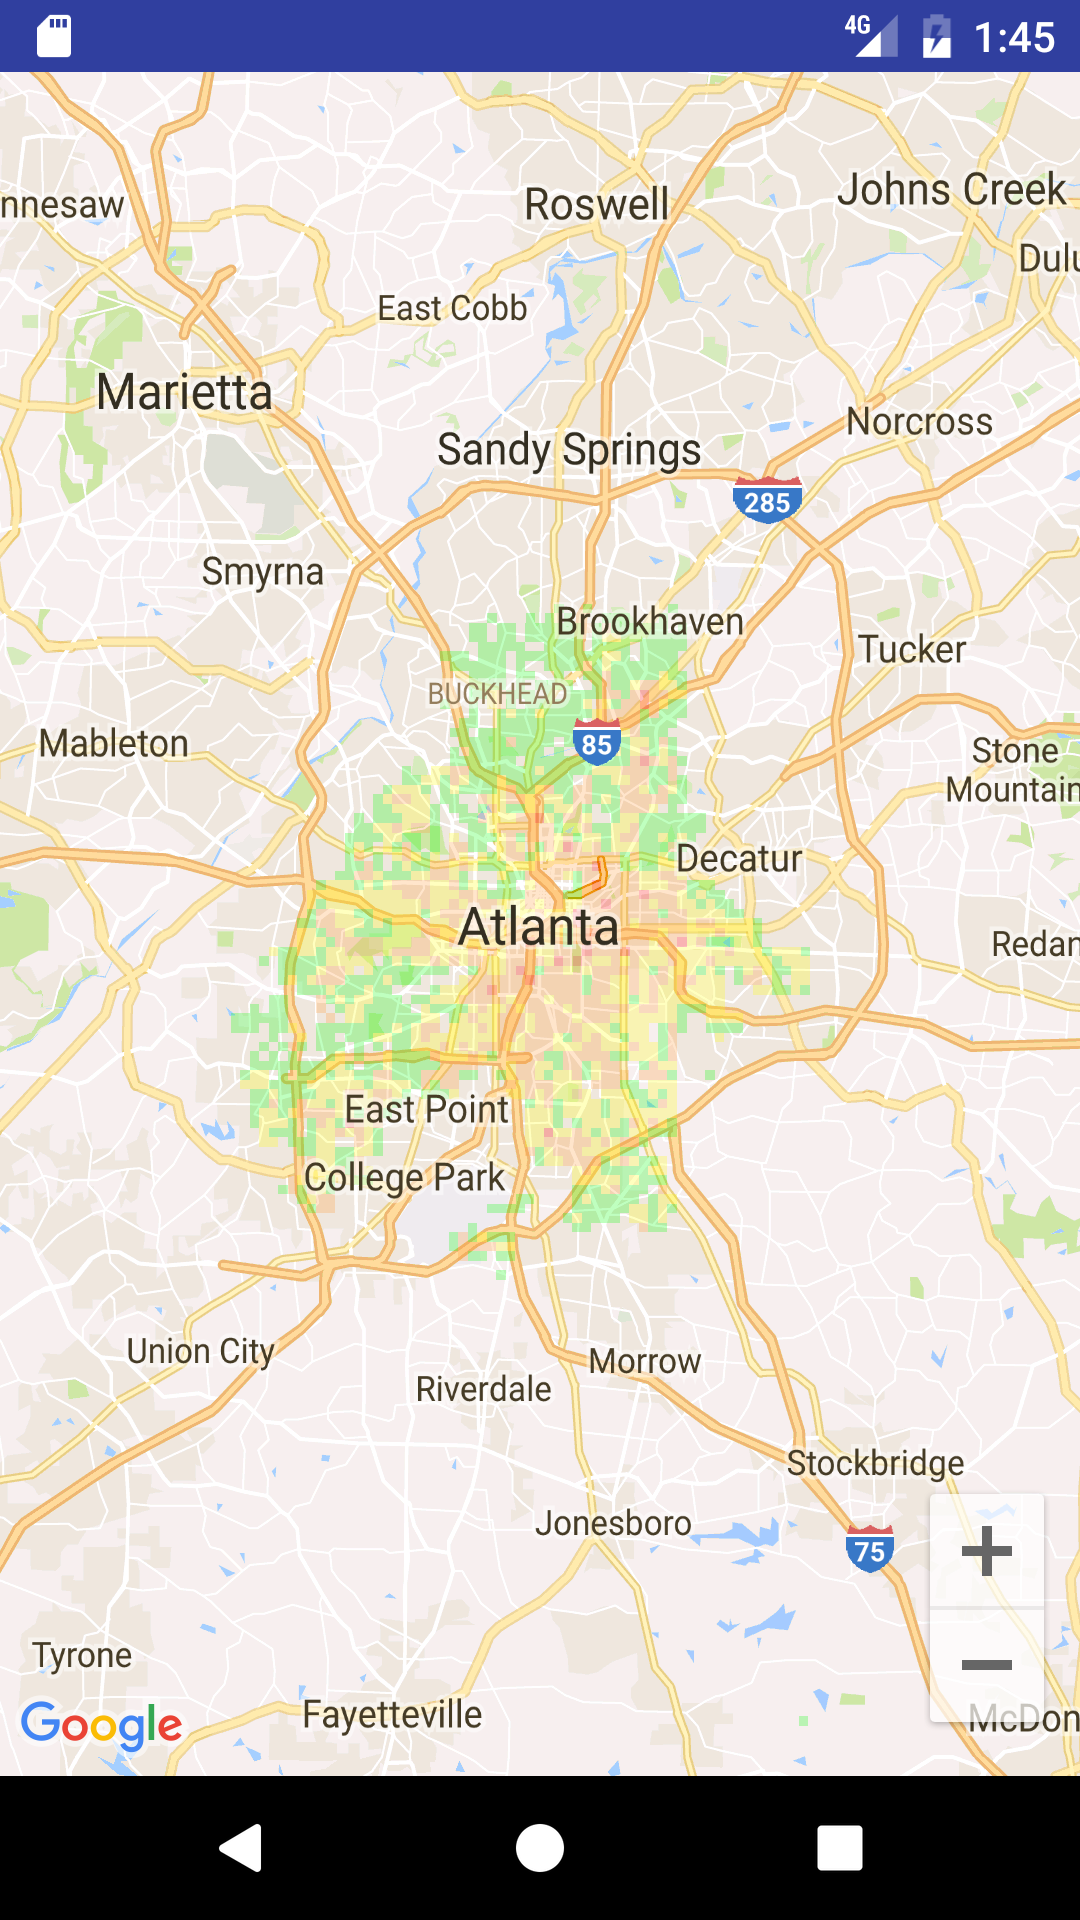 4G 1:45
nnesaw
Roswell
Johns Creek
Dulu
East Cobb
Marietta
Norcross
Sandy Springs
285
Smyrna
Brookhaven
Tucker
BUCKHEAD
Mableton
85
Stone
Mountain
Decatur
Atlanta
Redan
East Point
College Park
Union City
Morrow
Riverdale
Stockbridge
Jonesboro
75
Tyrone
Fayetteville
McDon
Google